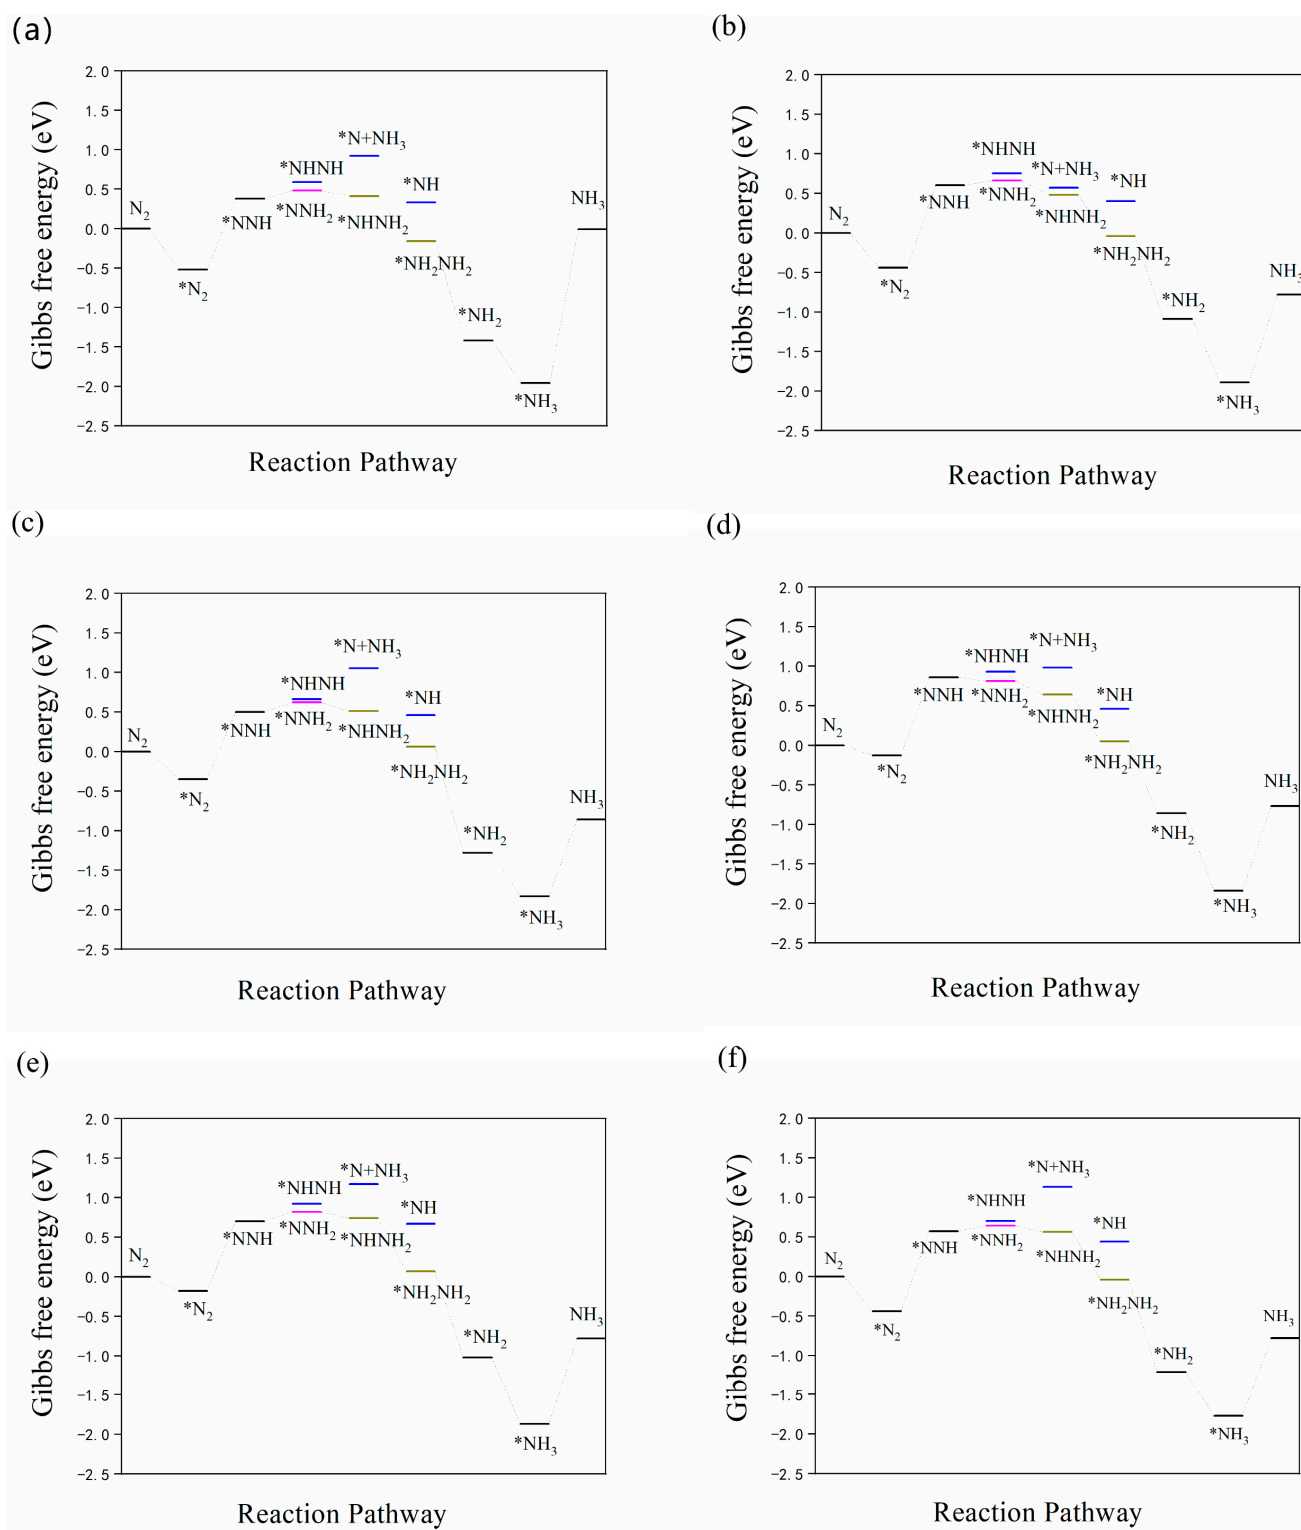 (a)
Gibbs free energy (eV)
2.0
1.5
1.0
0.5
0.0
−0.5
−1.0
−1.5
−2.0
−2.5
N₂
*N₂
*NNH
*NHNH
*NNH₂
*N+NH₃
*NHNH₂
*NH
*NH₂NH₂
*NH₂
*NH₃
NH₃
Reaction Pathway
(b)
Gibbs free energy (eV)
2.0
1.5
1.0
0.5
0.0
−0.5
−1.0
−1.5
−2.0
−2.5
N₂
*N₂
*NNH
*NHNH
*NNH₂
*N+NH₃
*NHNH₂
*NH
*NH₂NH₂
*NH₂
*NH₃
NH₃
Reaction Pathway
(c)
Gibbs free energy (eV)
2.0
1.5
1.0
0.5
0.0
−0.5
−1.0
−1.5
−2.0
−2.5
N₂
*N₂
*NNH
*NHNH
*NNH₂
*N+NH₃
*NHNH₂
*NH
*NH₂NH₂
*NH₂
*NH₃
NH₃
Reaction Pathway
(d)
Gibbs free energy (eV)
2.0
1.5
1.0
0.5
0.0
−0.5
−1.0
−1.5
−2.0
−2.5
N₂
*N₂
*NNH
*NHNH
*NNH₂
*N+NH₃
*NHNH₂
*NH
*NH₂NH₂
*NH₂
*NH₃
NH₃
Reaction Pathway
(e)
Gibbs free energy (eV)
2.0
1.5
1.0
0.5
0.0
−0.5
−1.0
−1.5
−2.0
−2.5
N₂
*N₂
*NNH
*NHNH
*NNH₂
*N+NH₃
*NHNH₂
*NH
*NH₂NH₂
*NH₂
*NH₃
NH₃
Reaction Pathway
(f)
Gibbs free energy (eV)
2.0
1.5
1.0
0.5
0.0
−0.5
−1.0
−1.5
−2.0
−2.5
N₂
*N₂
*NNH
*NHNH
*NNH₂
*N+NH₃
*NHNH₂
*NH
*NH₂NH₂
*NH₂
*NH₃
NH₃
Reaction Pathway